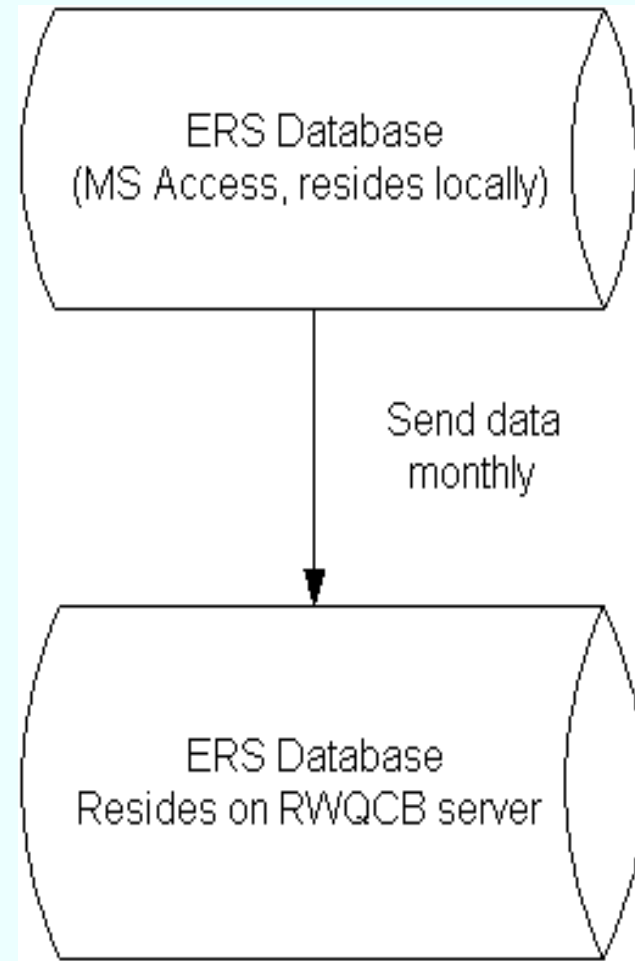 ERS Database
(MS Access, resides locally)
Send data
monthly
ERS Database
Resides on RWQCB server